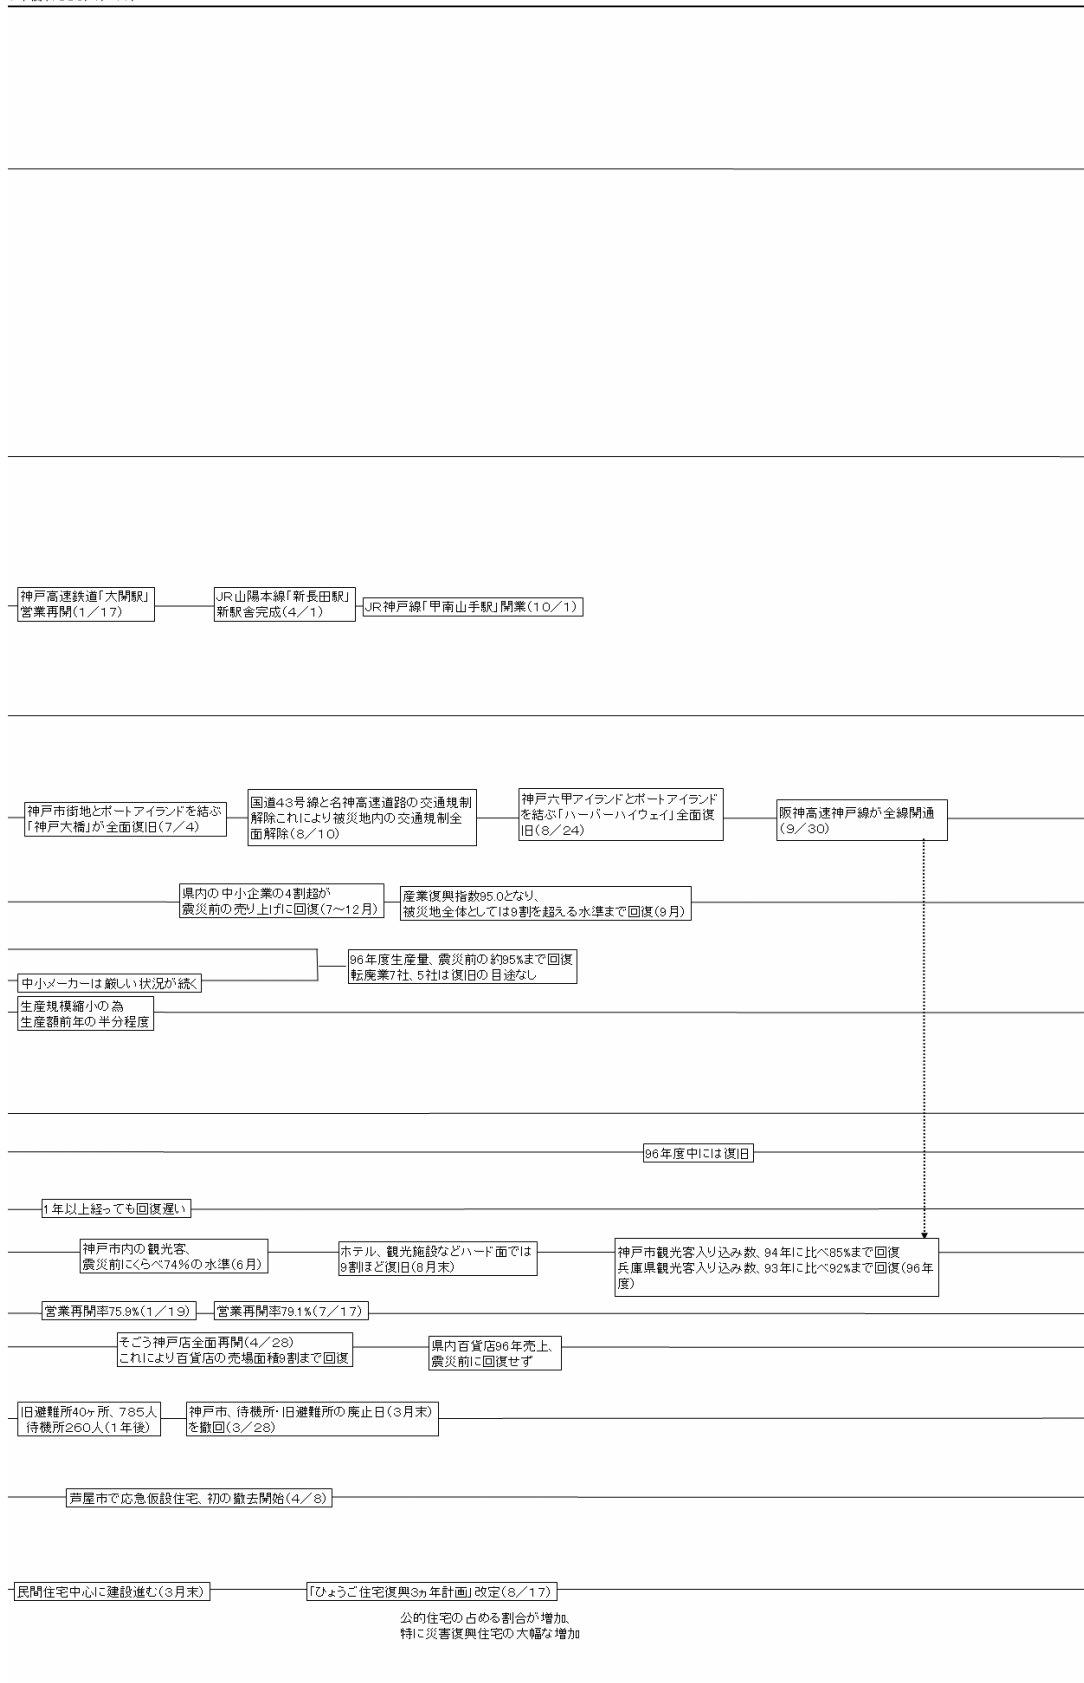 神戸高速鉄道「大開駅」
営業再開(1／17)
JR山陽本線「新長田駅」
新駅舎完成(4／1)
JR神戸線「甲南山手駅」開業(10／1)
神戸市街地とポートアイランドを結ぶ
「神戸大橋」が全面復旧(7／4)
国道43号線と名神高速道路の交通規制
解除これにより被災地内の交通規制全
面解除(8／10)
神戸六甲アイランドとポートアイランド
を結ぶ「ハーバーハイウェイ」全面復
旧(8／24)
阪神高速神戸線が全線開通
(9／30)
県内の中小企業の4割超が
震災前の売り上げに回復(7～12月)
産業復興指数95.0となり、
被災地全体としては9割を超える水準まで回復(9月)
96年度生産量、震災前の約95%まで回復
転廃業7社、5社は復旧の目途なし
中小メーカーは厳しい状況が続く
生産規模縮小の為
生産額前年の半分程度
96年度中には復旧
1年以上経っても回復遅い
神戸市内の観光客、
震災前にくらべ74％の水準(6月)
ホテル、観光施設などハード面では
9割ほど復旧(8月末)
神戸市観光客入り込み数、94年に比べ85%まで回復
兵庫県観光客入り込み数、93年に比べ92%まで回復(96年
度)
営業再開率75.9%(1／19)
営業再開率79.1%(7／17)
そごう神戸店全面再開(4／28)
これにより百貨店の売場面積9割まで回復
県内百貨店96年売上、
震災前に回復せず
旧避難所40ヶ所、785人
待機所260人(1年後)
神戸市、待機所・旧避難所の廃止日(3月末)
を撤回(3／28)
芦屋市で応急仮設住宅、初の撤去開始(4／8)
民間住宅中心に建設進む(3月末)
「ひょうご住宅復興3ヵ年計画」改定(8／17)
公的住宅の占める割合が増加、
特に災害復興住宅の大幅な増加